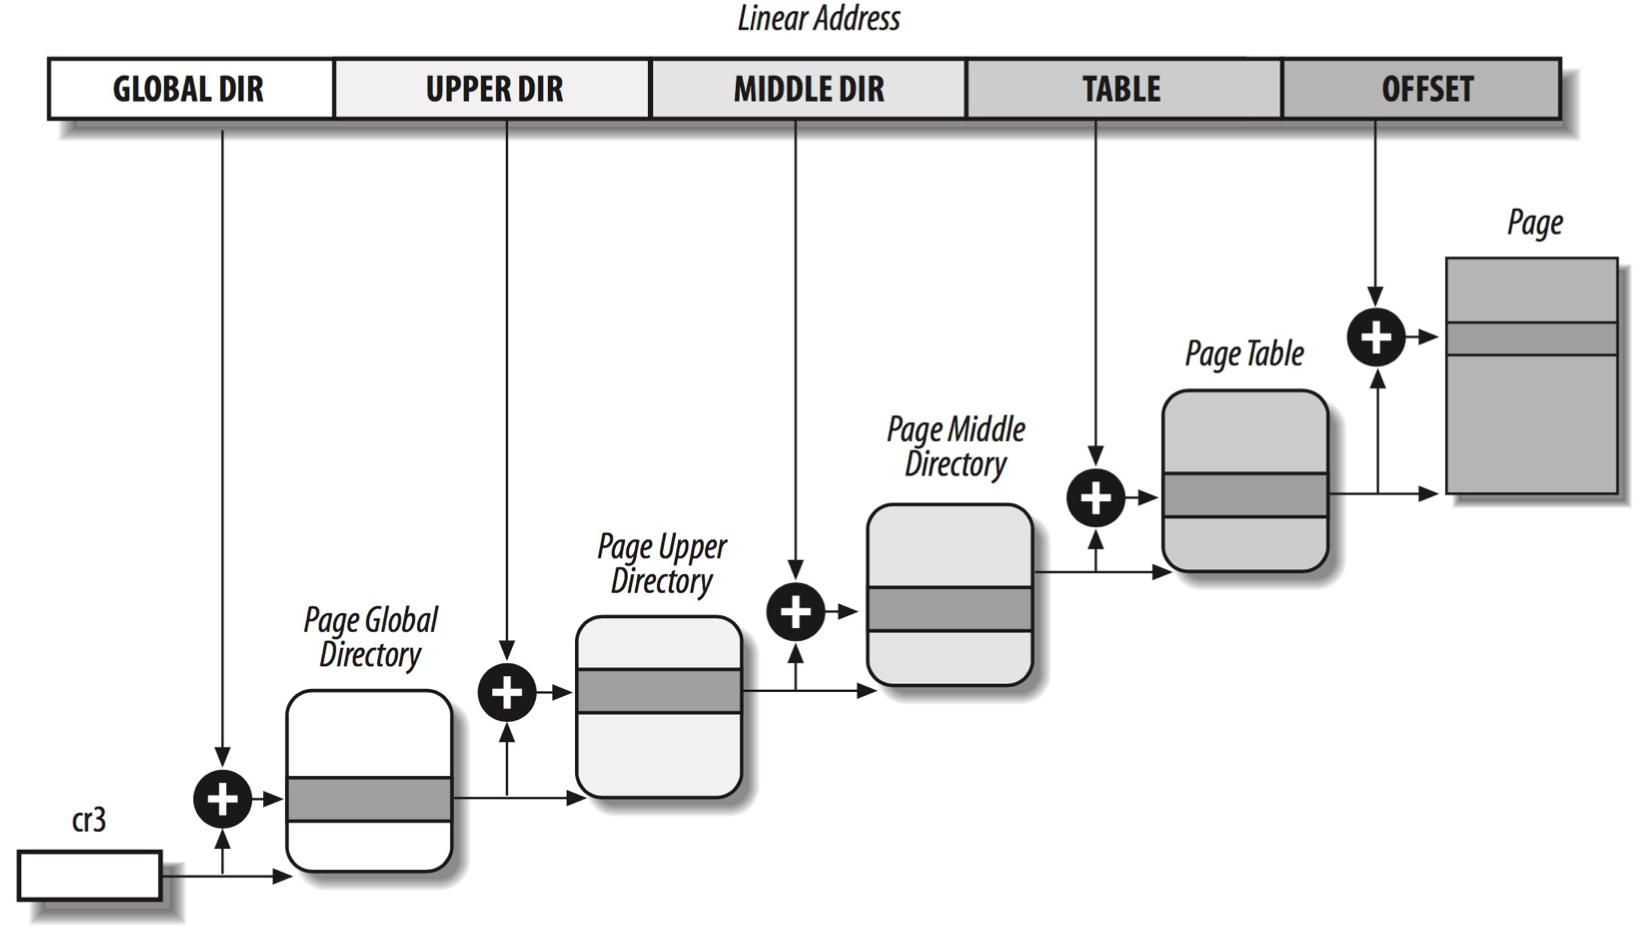 Linear Address
GLOBAL DIR
UPPER DIR
MIDDLE DIR
TABLE
OFFSET
Page
Page Table
Page Middle
Directory
Page Upper
Directory
Page Global
Directory
cr3